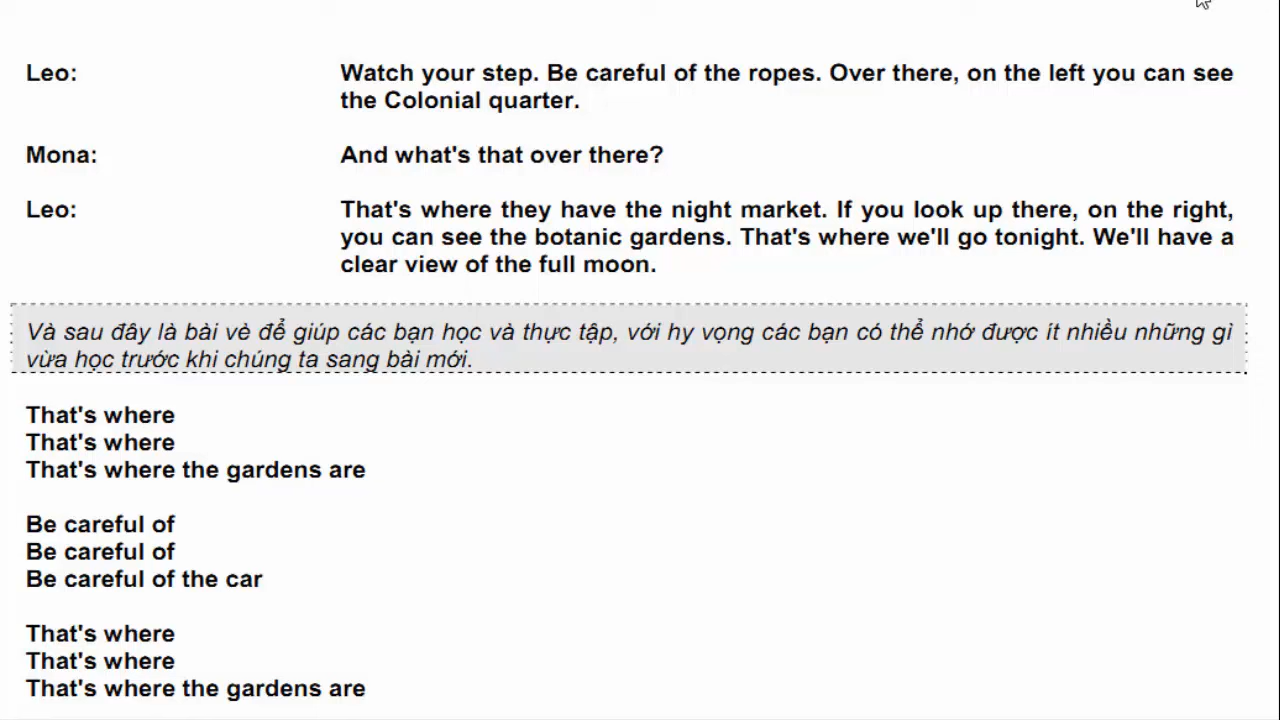 Leo: Watch your step. Be careful of the ropes. Over there, on the left you can see
the Colonial quarter.
Mona: And what's that over there?
Leo: That's where they have the night market. If you look up there, on the right,
you can see the botanic gardens. That's where we'll go tonight. We'll have a
clear view of the full moon.
Và sau đây là bài vè để giúp các bạn học và thực tập, với hy vọng các bạn có thể nhớ được ít nhiều những gì
vừa học trước khi chúng ta sang bài mới.
That's where
That's where
That's where the gardens are
Be careful of
Be careful of
Be careful of the car
That's where
That's where
That's where the gardens are